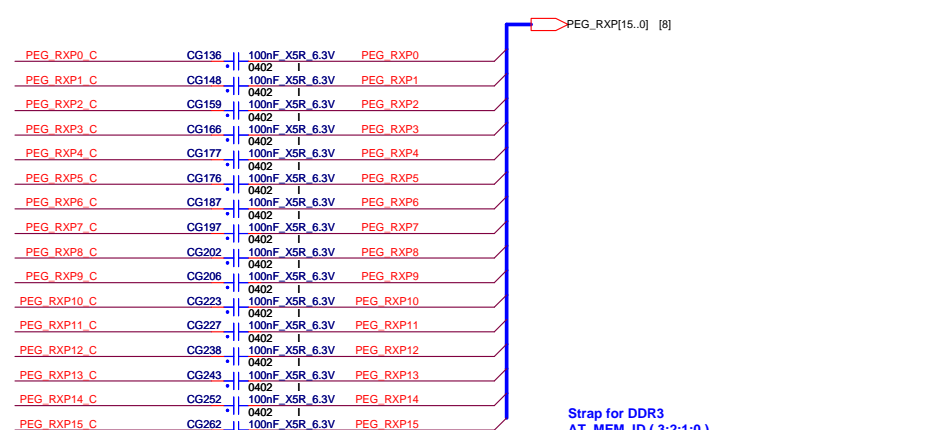 PEG_RXP[15..0] [8]
PEG_RXP0_C CG136 100nF_X5R_6.3V PEG_RXP0
0402 I
PEG_RXP1_C CG148 100nF_X5R_6.3V PEG_RXP1
0402 I
PEG_RXP2_C CG159 100nF_X5R_6.3V PEG_RXP2
0402 I
PEG_RXP3_C CG166 100nF_X5R_6.3V PEG_RXP3
0402 I
PEG_RXP4_C CG177 100nF_X5R_6.3V PEG_RXP4
0402 I
PEG_RXP5_C CG176 100nF_X5R_6.3V PEG_RXP5
0402 I
PEG_RXP6_C CG187 100nF_X5R_6.3V PEG_RXP6
0402 I
PEG_RXP7_C CG197 100nF_X5R_6.3V PEG_RXP7
0402 I
PEG_RXP8_C CG202 100nF_X5R_6.3V PEG_RXP8
0402 I
PEG_RXP9_C CG206 100nF_X5R_6.3V PEG_RXP9
0402 I
PEG_RXP10_C CG223 100nF_X5R_6.3V PEG_RXP10
0402 I
PEG_RXP11_C CG227 100nF_X5R_6.3V PEG_RXP11
0402 I
PEG_RXP12_C CG238 100nF_X5R_6.3V PEG_RXP12
0402 I
PEG_RXP13_C CG243 100nF_X5R_6.3V PEG_RXP13
0402 I
PEG_RXP14_C CG252 100nF_X5R_6.3V PEG_RXP14
0402 I
PEG_RXP15_C CG262 100nF_X5R_6.3V PEG_RXP15
Strap for DDR3
AT_MEM_ID ( 3:2:1:0 )